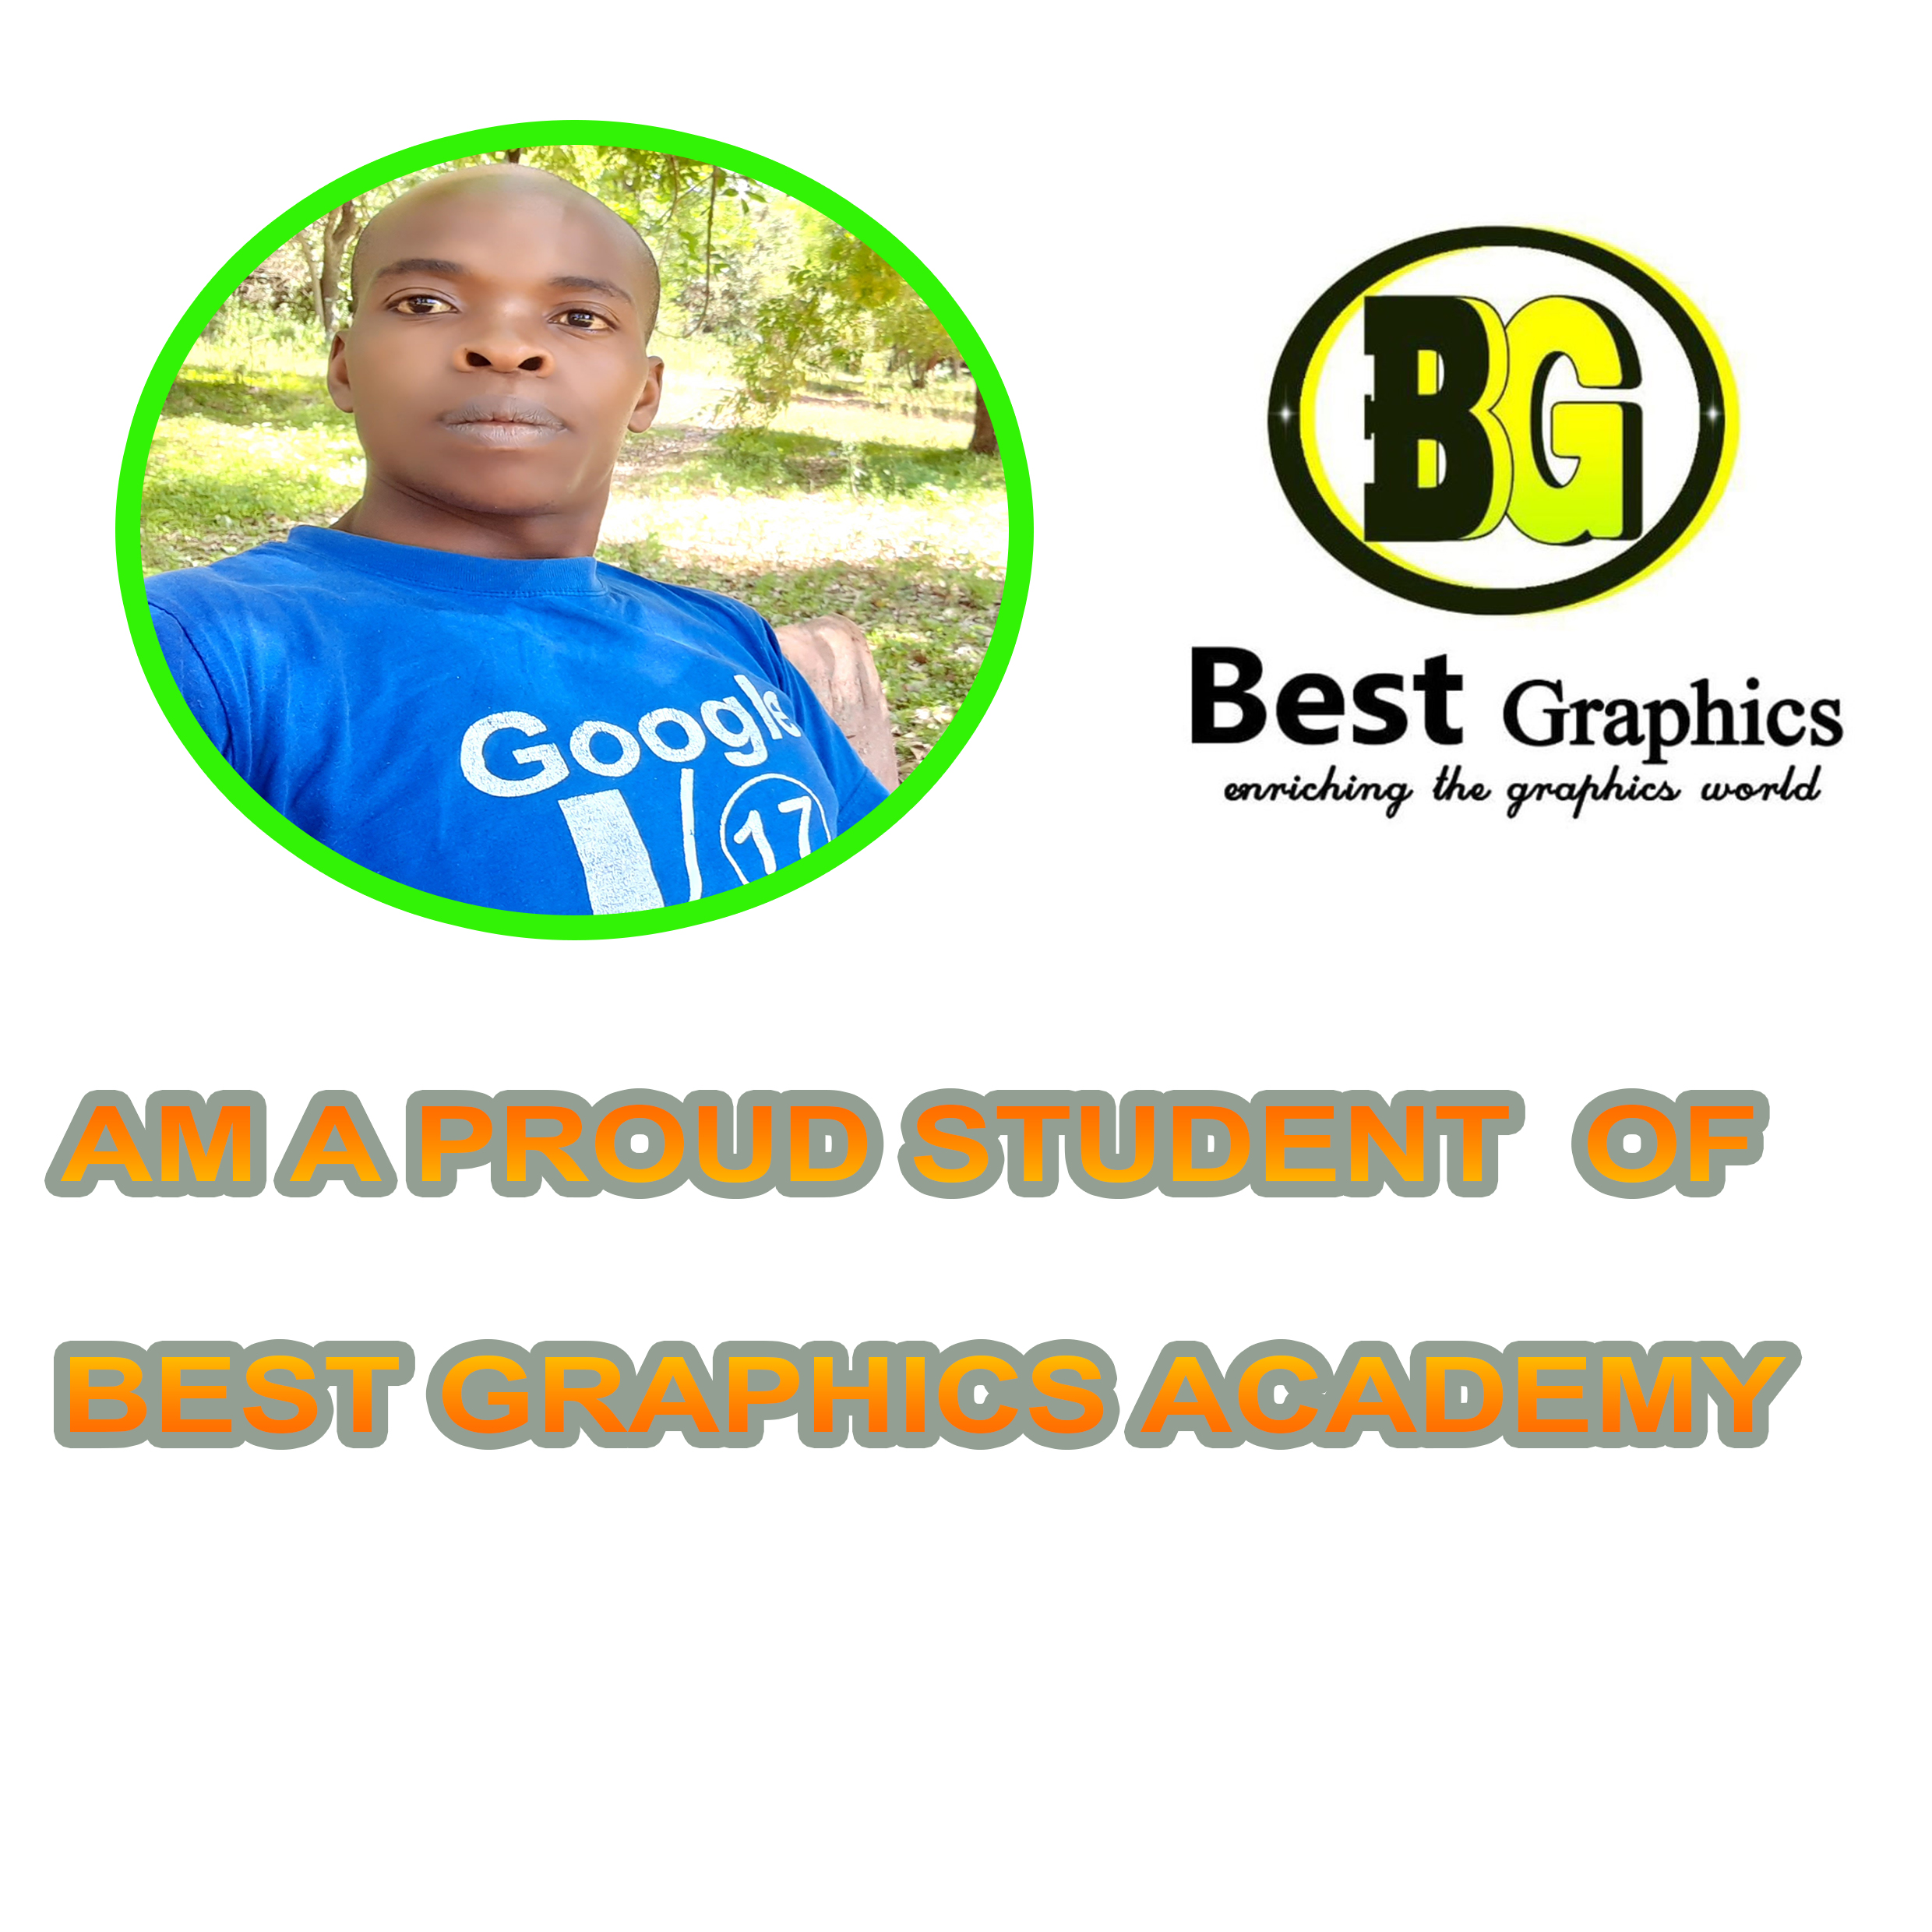 Google
I/17
BG
Best Graphics
enriching the graphics world
AM A PROUD STUDENT OF
BEST GRAPHICS ACADEMY